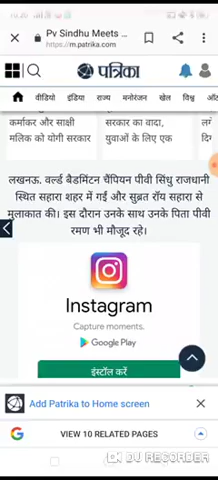 Pv Sindhu Meets ...
https://m.patrika.com
पत्रिका
वीडियो इंडिया राज्य मनोरंजन खेल विश्व
कर्माकर और साक्षी
मलिक को योगी सरकार
सरकार का वादा,
युवाओं के लिए एक
लखनऊ. वर्ल्ड बैडमिंटन चैंपियन पीवी सिंधु राजधानी
स्थित सहारा शहर में गईं और सुब्रत रॉय सहारा से
मुलाकात की। इस दौरान उनके साथ उनके पिता पीवी
रमण भी मौजूद रहे।
Instagram
Capture moments.
Google Play
इंस्टॉल करें
Add Patrika to Home screen
VIEW 10 RELATED PAGES
DU RECORDER